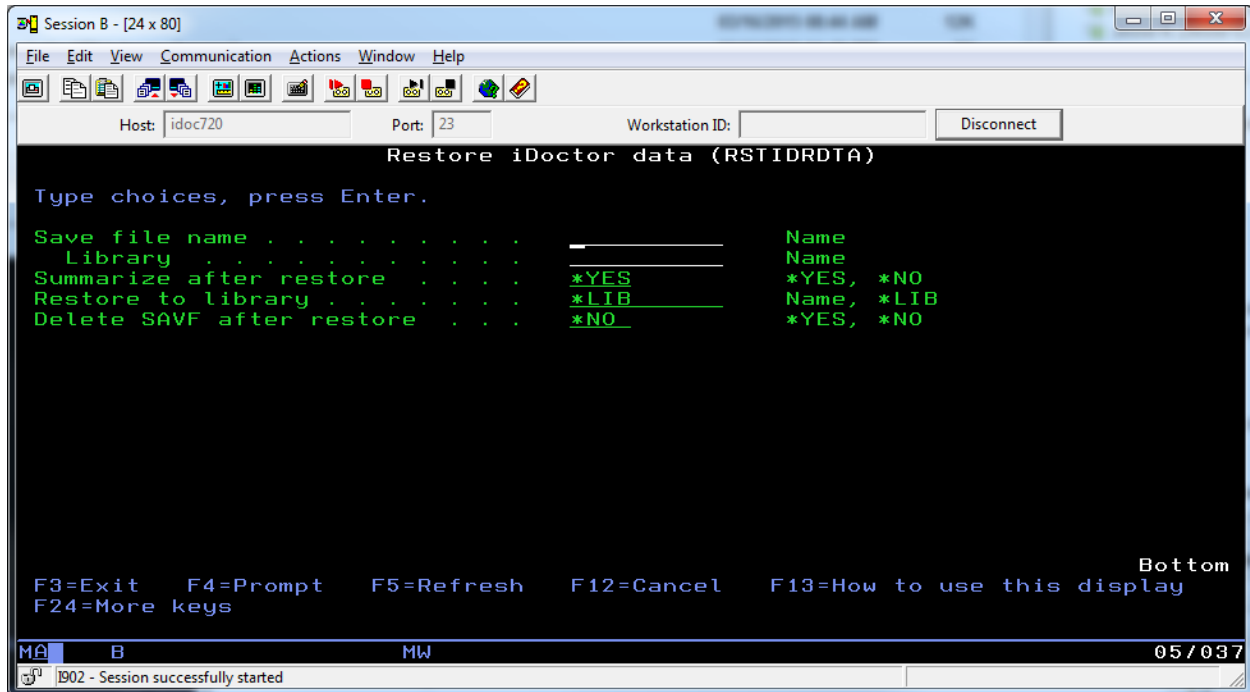 Session B - [24 x 80]
File Edit View Communication Actions Window Help
Host: idoc720 Port: 23 Workstation ID: Disconnect
Restore iDoctor data (RSTIDRDTA)
Type choices, press Enter.
Save file name . . . . . . . . . Name
Library . . . . . . . . . . . Name
Summarize after restore . . . . *YES *YES, *NO
Restore to library . . . . . . . *LIB Name, *LIB
Delete SAVF after restore . . . *NO *YES, *NO
Bottom
F3=Exit F4=Prompt F5=Refresh F12=Cancel F13=How to use this display
F24=More keys
MA B MW 05/037
I902 - Session successfully started